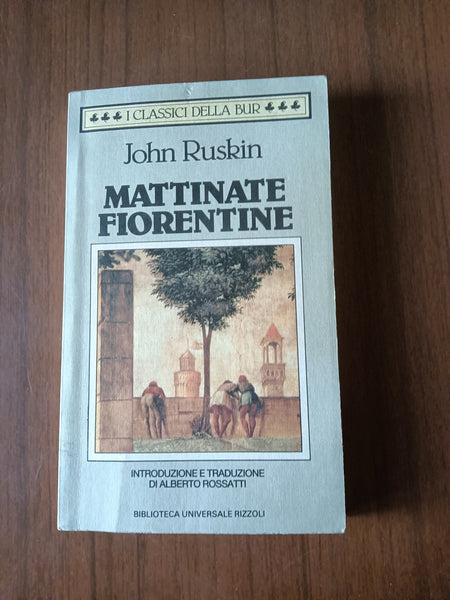 I CLASSICI DELLA BUR
John Ruskin
MATTINATE
FIORENTINE
INTRODUZIONE E TRADUZIONE
DI ALBERTO ROSSATTI
BIBLIOTECA UNIVERSALE RIZZOLI